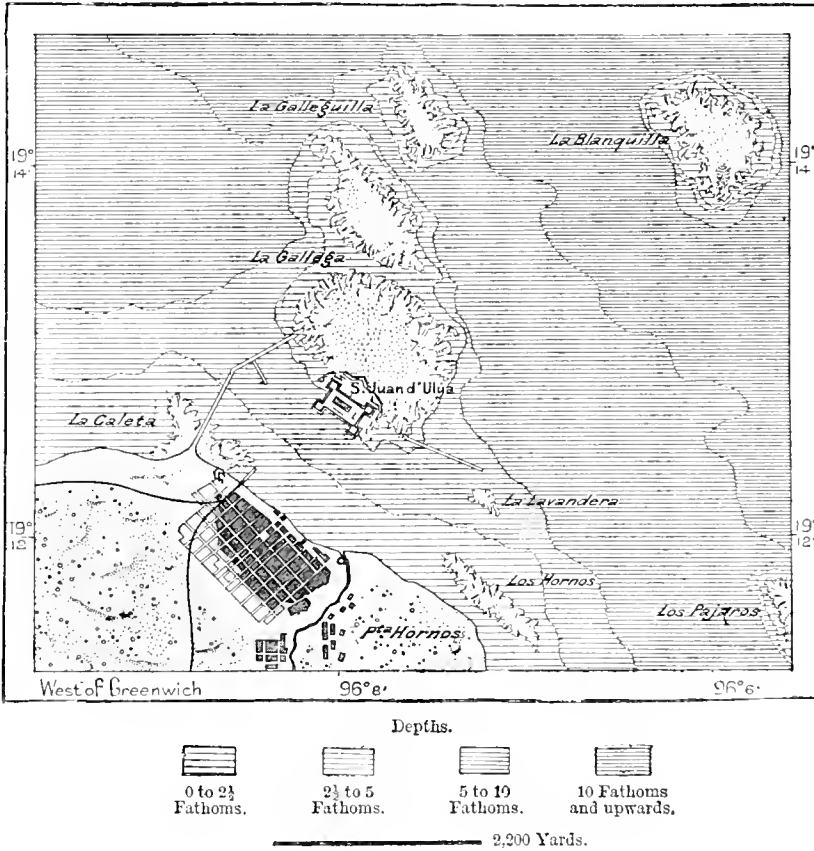 La Galleguilla
La Blanquilla
19°
14'
19°
14'
La Gallega
S. Juan d'Ulua
La Caleta
La Lavandera
19°
12'
19°
12'
Los Hornos
Los Pajaros
Pta Hornos
West of Greenwich
96°8'
96°6'
Depths.
0 to 2½
Fathoms.
2½ to 5
Fathoms.
5 to 10
Fathoms.
10 Fathoms
and upwards.
2,200 Yards.